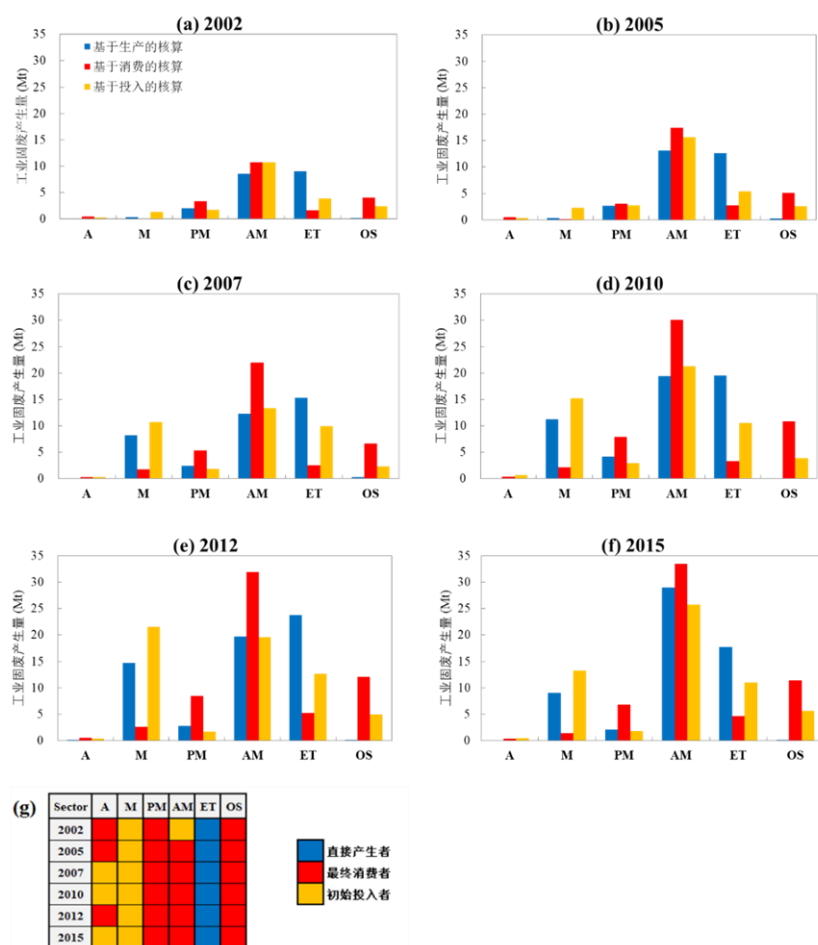 (a) 2002
基于生产的核算
基于消费的核算
基于投入的核算
工业固废产生量 (Mt)
35
30
25
20
15
10
5
0
A M PM AM ET OS
(b) 2005
工业固废产生量 (Mt)
35
30
25
20
15
10
5
0
A M PM AM ET OS
(c) 2007
工业固废产生量 (Mt)
35
30
25
20
15
10
5
0
A M PM AM ET OS
(d) 2010
工业固废产生量 (Mt)
35
30
25
20
15
10
5
0
A M PM AM ET OS
(e) 2012
工业固废产生量 (Mt)
35
30
25
20
15
10
5
0
A M PM AM ET OS
(f) 2015
工业固废产生量 (Mt)
35
30
25
20
15
10
5
0
A M PM AM ET OS
(g)
Sector A M PM AM ET OS
2002
2005
2007
2010
2012
2015
直接产生者
最终消费者
初始投入者